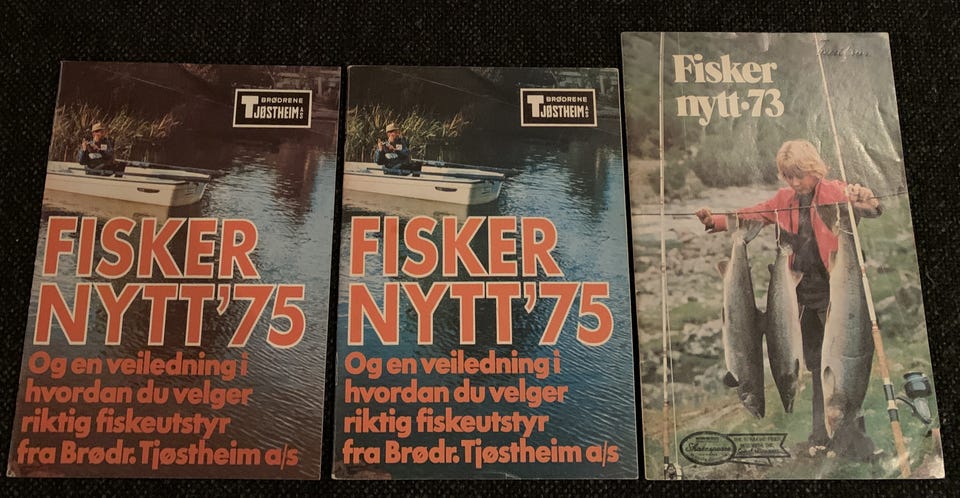 BRØDRENE
TJØSTHEIM A/S
FISKER
NYTT'75
Og en veiledning i
hvordan du velger
riktig fiskeutstyr
fra Brødr. Tjøstheim a/s
BRØDRENE
TJØSTHEIM A/S
FISKER
NYTT'75
Og en veiledning i
hvordan du velger
riktig fiskeutstyr
fra Brødr. Tjøstheim a/s
Fisker
nytt·73
Shakespeare